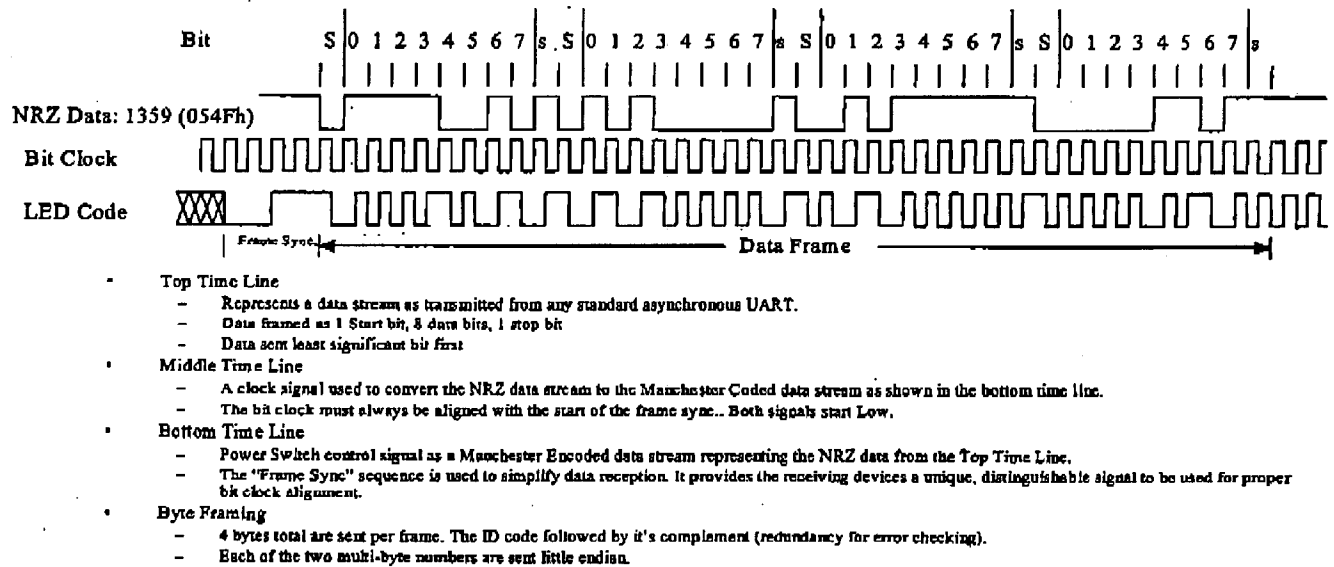 Bit S 0 1 2 3 4 5 6 7 s S 0 1 2 3 4 5 6 7 s S 0 1 2 3 4 5 6 7 s S 0 1 2 3 4 5 6 7 s
NRZ Data: 1359 (054Fh)
Bit Clock
LED Code
Frame Sync
Data Frame
Top Time Line
– Represents a data stream as transmitted from any standard asynchronous UART.
– Data framed as 1 Start bit, 8 data bits, 1 stop bit
– Data sent least significant bit first
Middle Time Line
– A clock signal used to convert the NRZ data stream to the Manchester Coded data stream as shown in the bottom time line.
– The bit clock must always be aligned with the start of the frame sync.. Both signals start Low.
Bottom Time Line
– Power Switch control signal as a Manchester Encoded data stream representing the NRZ data from the Top Time Line.
– The "Frame Sync" sequence is used to simplify data reception. It provides the receiving devices a unique, distinguishable signal to be used for proper
bit clock alignment.
Byte Framing
– 4 bytes total are sent per frame. The ID code followed by it's complement (redundancy for error checking).
– Each of the two multi-byte numbers are sent little endian.